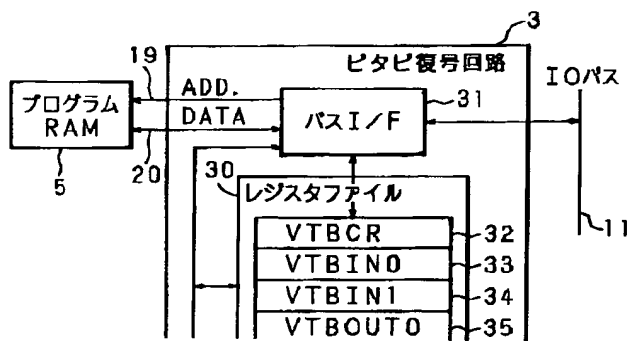 3
ビタビ復号回路
19
ADD.
プログラム
RAM
DATA
5
20
バスI/F
31
IOバス
11
30
レジスタファイル
VTBCR
32
VTBIN0
33
VTBIN1
34
VTBOUT0
35